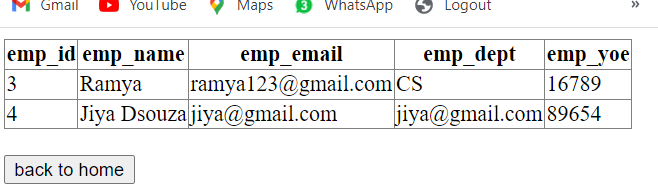 Gmail YouTube Maps 3 WhatsApp Logout »
emp_id emp_name emp_email emp_dept emp_yoe
3 Ramya ramya123@gmail.com CS 16789
4 Jiya Dsouza jiya@gmail.com jiya@gmail.com 89654
back to home